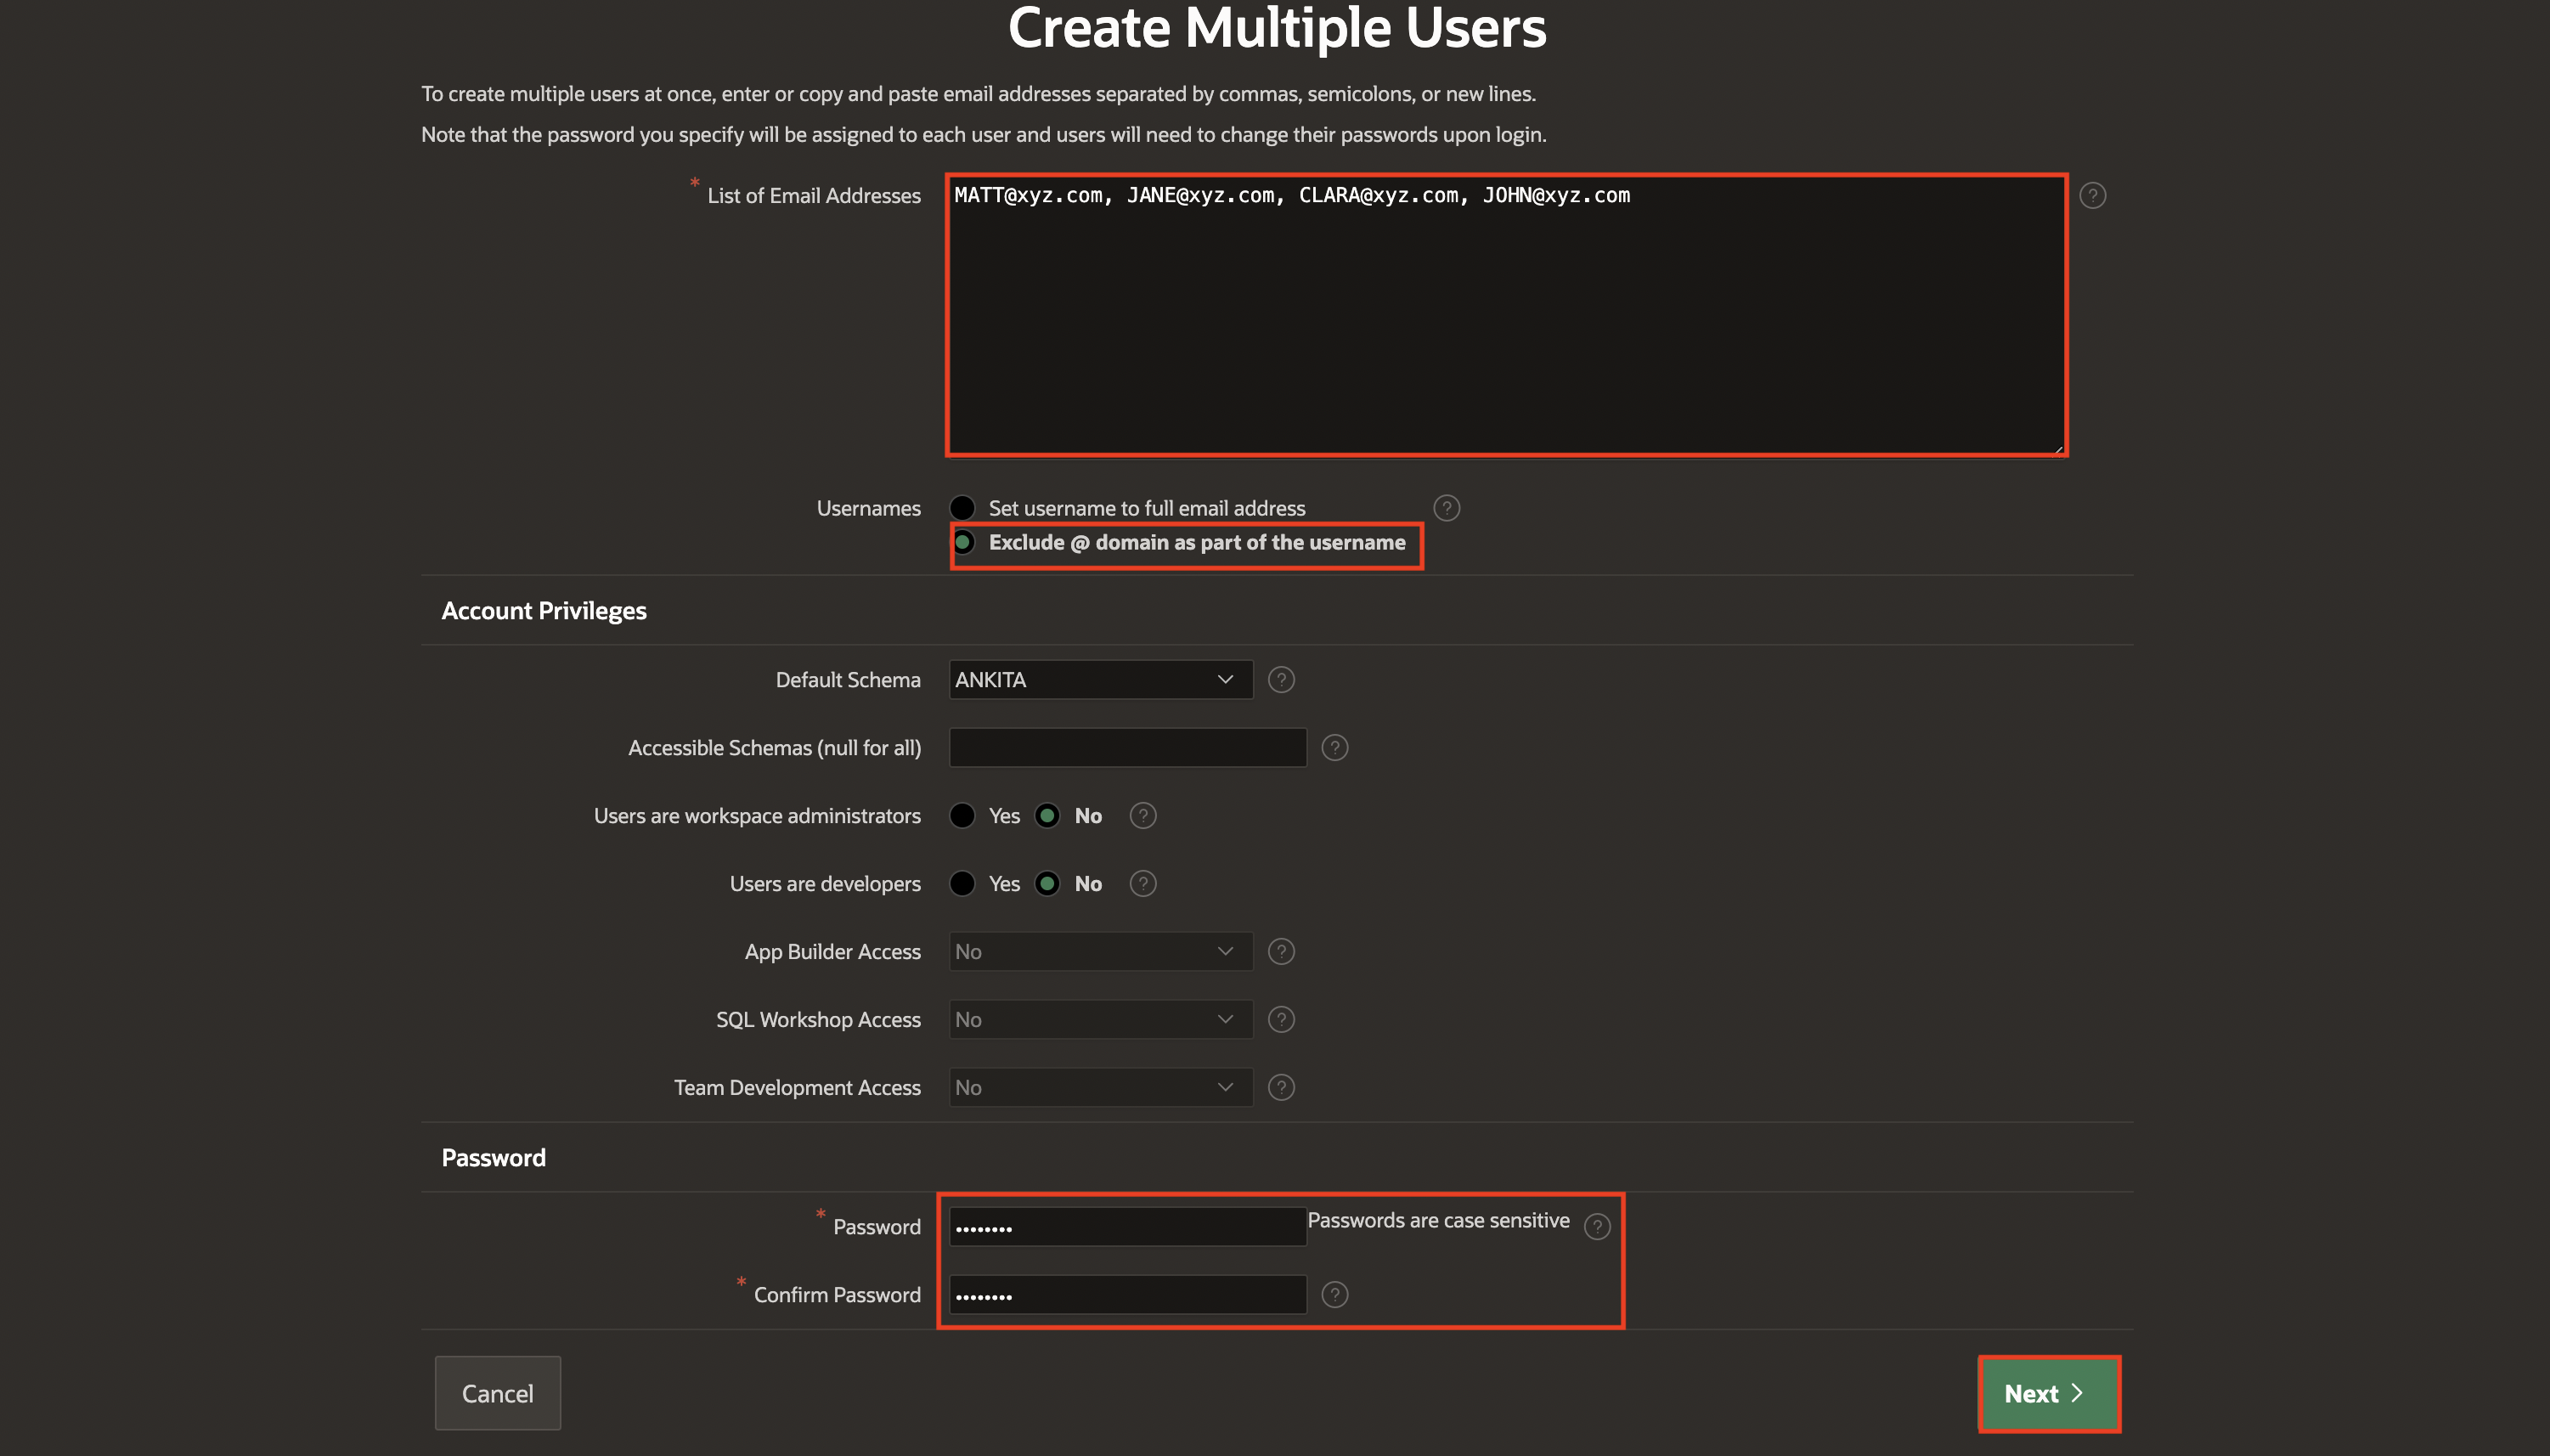 Create Multiple Users
To create multiple users at once, enter or copy and paste email addresses separated by commas, semicolons, or new lines.
Note that the password you specify will be assigned to each user and users will need to change their passwords upon login.
* List of Email Addresses MATT@xyz.com, JANE@xyz.com, CLARA@xyz.com, JOHN@xyz.com ?
Usernames Set username to full email address ?
Exclude @ domain as part of the username
Account Privileges
Default Schema ANKITA ?
Accessible Schemas (null for all) ?
Users are workspace administrators Yes No ?
Users are developers Yes No ?
App Builder Access No ?
SQL Workshop Access No ?
Team Development Access No ?
Password
* Password •••••••• Passwords are case sensitive ?
* Confirm Password •••••••• ?
Cancel Next >